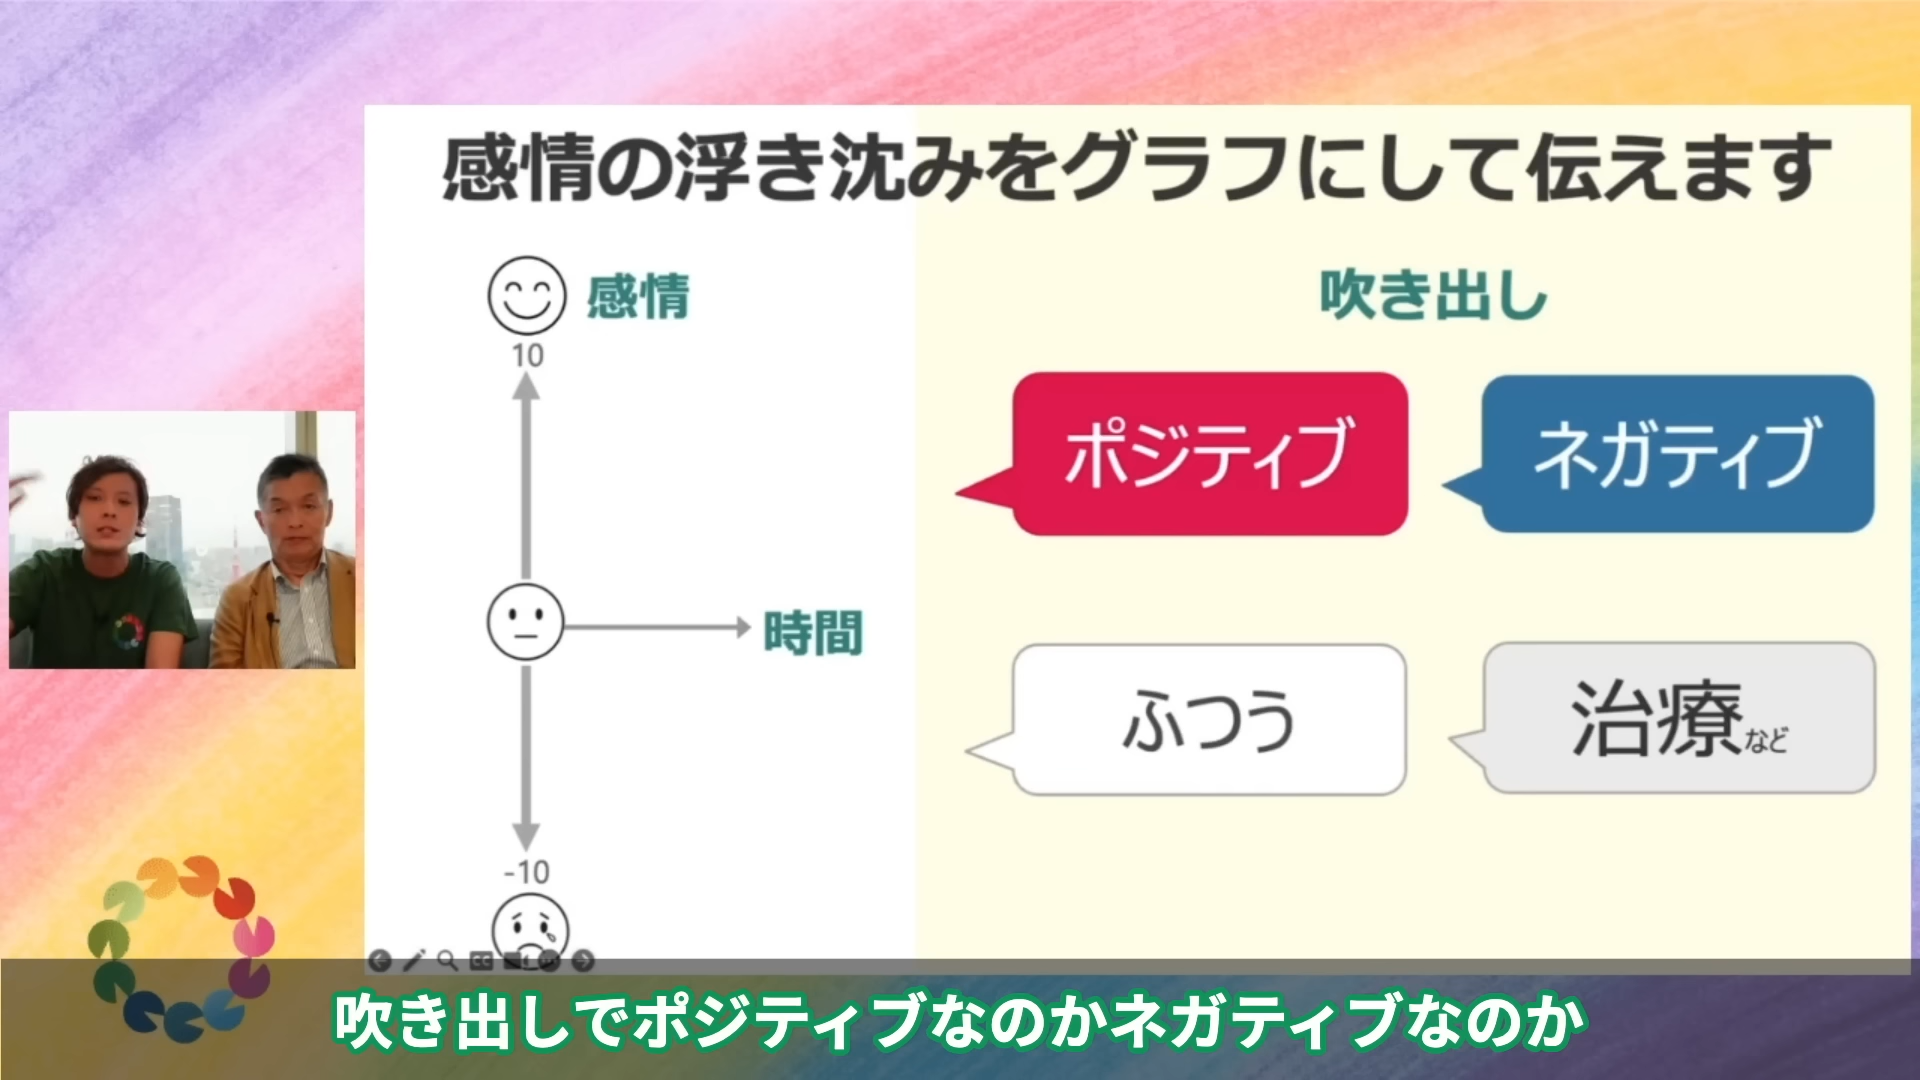 感情の浮き沈みをグラフにして伝えます
感情
10
時間
-10
吹き出し
ポジティブ
ネガティブ
ふつう
治療など
CC
吹き出しでポジティブなのかネガティブなのか